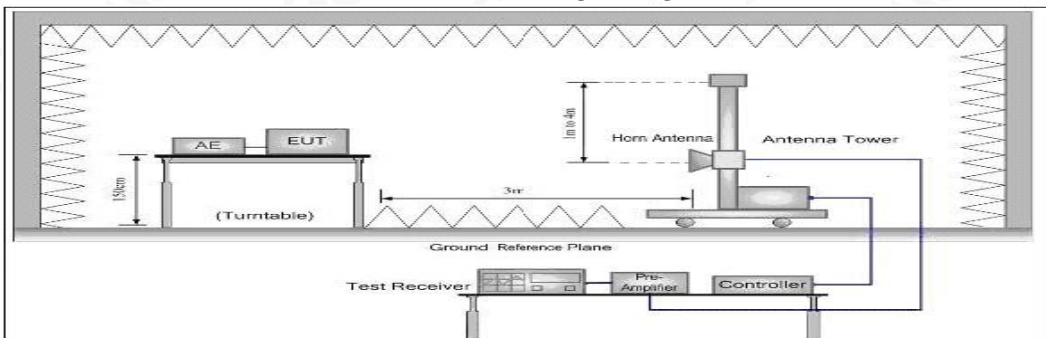 1m to 4m
Horn Antenna
Antenna Tower
AE
EUT
150cm
3m
(Turntable)
Ground Reference Plane
Test Receiver
Pre-
Amplifier
Controller